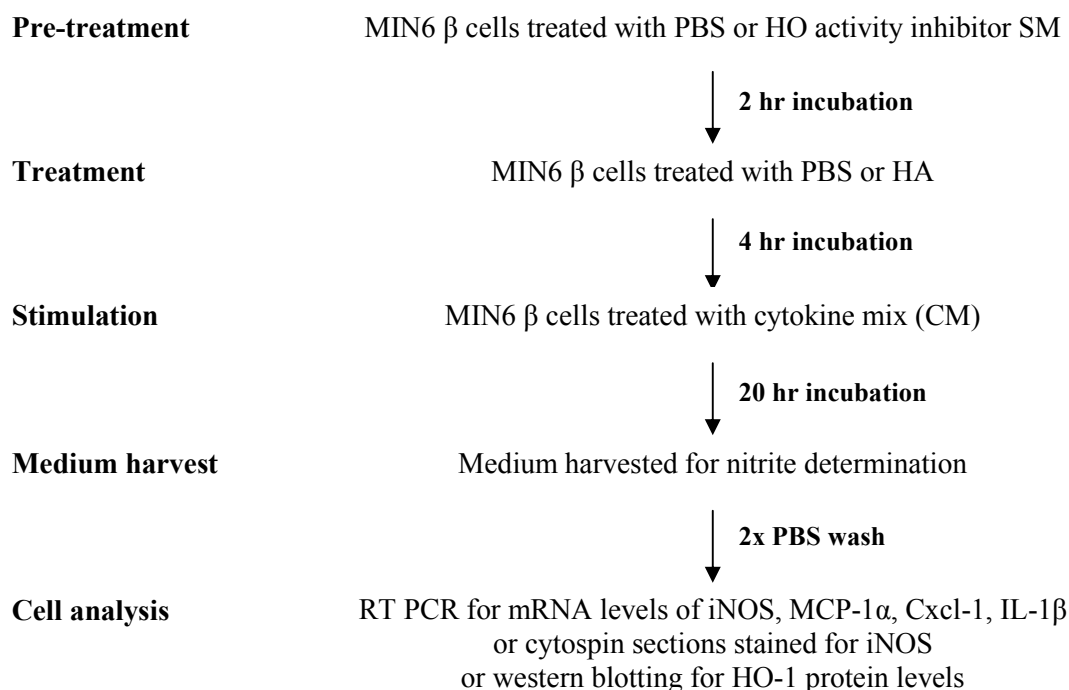 Pre-treatment MIN6 β cells treated with PBS or HO activity inhibitor SM
2 hr incubation
Treatment MIN6 β cells treated with PBS or HA
4 hr incubation
Stimulation MIN6 β cells treated with cytokine mix (CM)
20 hr incubation
Medium harvest Medium harvested for nitrite determination
2x PBS wash
Cell analysis RT PCR for mRNA levels of iNOS, MCP-1α, Cxcl-1, IL-1β
or cytospin sections stained for iNOS
or western blotting for HO-1 protein levels